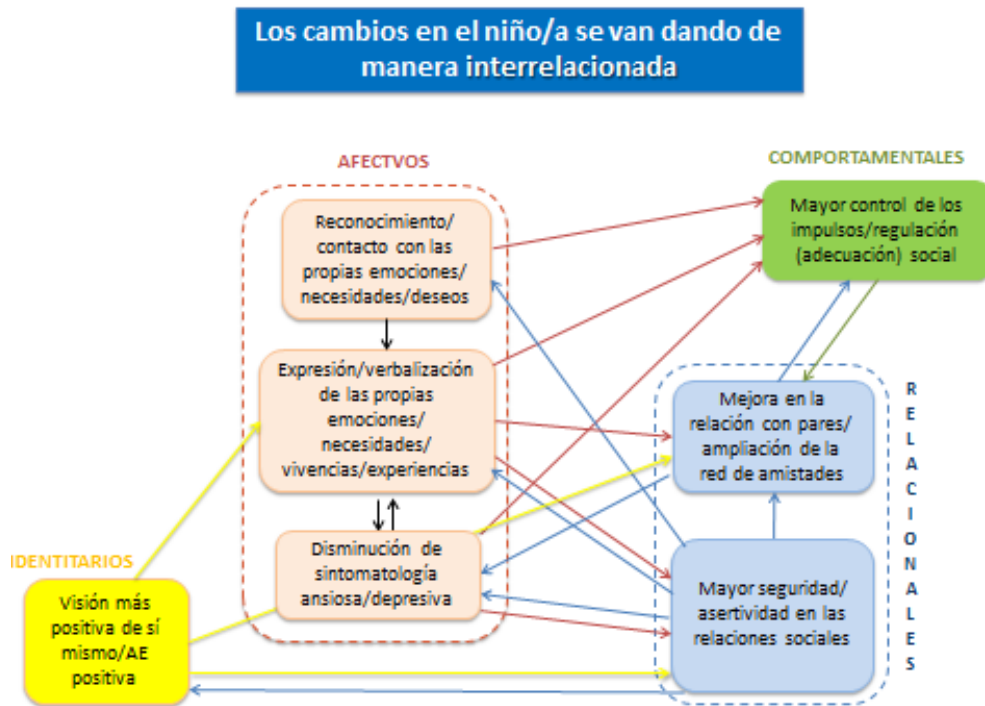 Los cambios en el niño/a se van dando de
manera interrelacionada
AFECTVOS
COMPORTAMENTALES
Reconocimiento/
contacto con las
propias emociones/
necesidades/deseos
Mayor control de los
impulsos/regulación
(adecuación) social
Expresión/verbalización
de las propias
emociones/
necesidades/
vivencias/experiencias
Mejora en la
relación con pares/
ampliación de la
red de amistades
RELACIONALES
Disminución de
sintomatología
ansiosa/depresiva
Mayor seguridad/
asertividad en las
relaciones sociales
IDENTITARIOS
Visión más
positiva de sí
mismo/AE
positiva